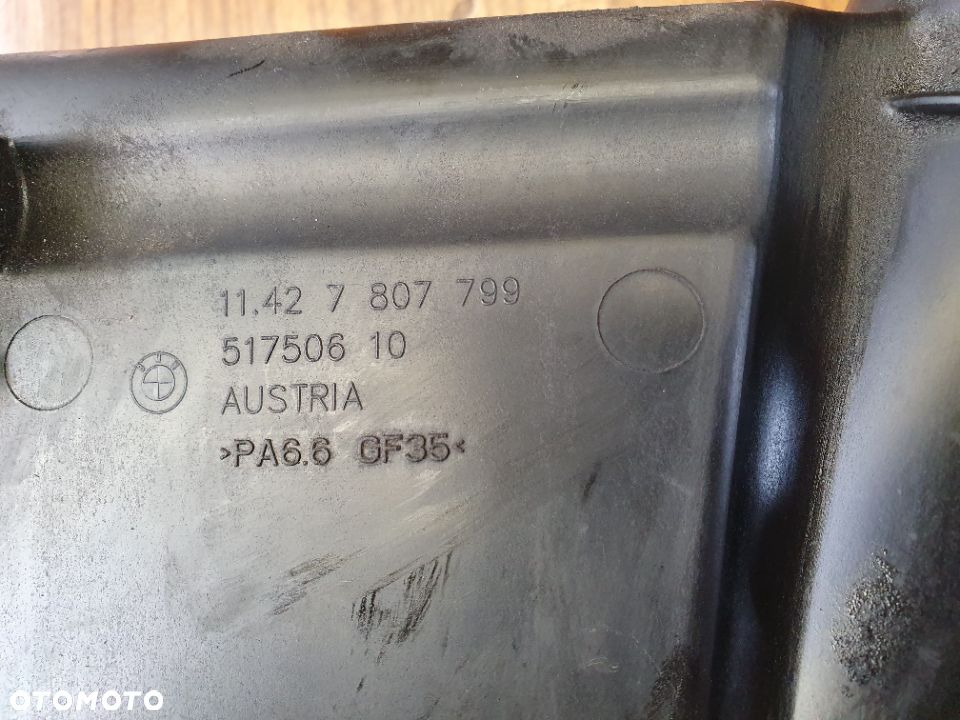 11.42 7 807 799
517506 10
AUSTRIA
>PA6.6 GF35<
OTOMOTO